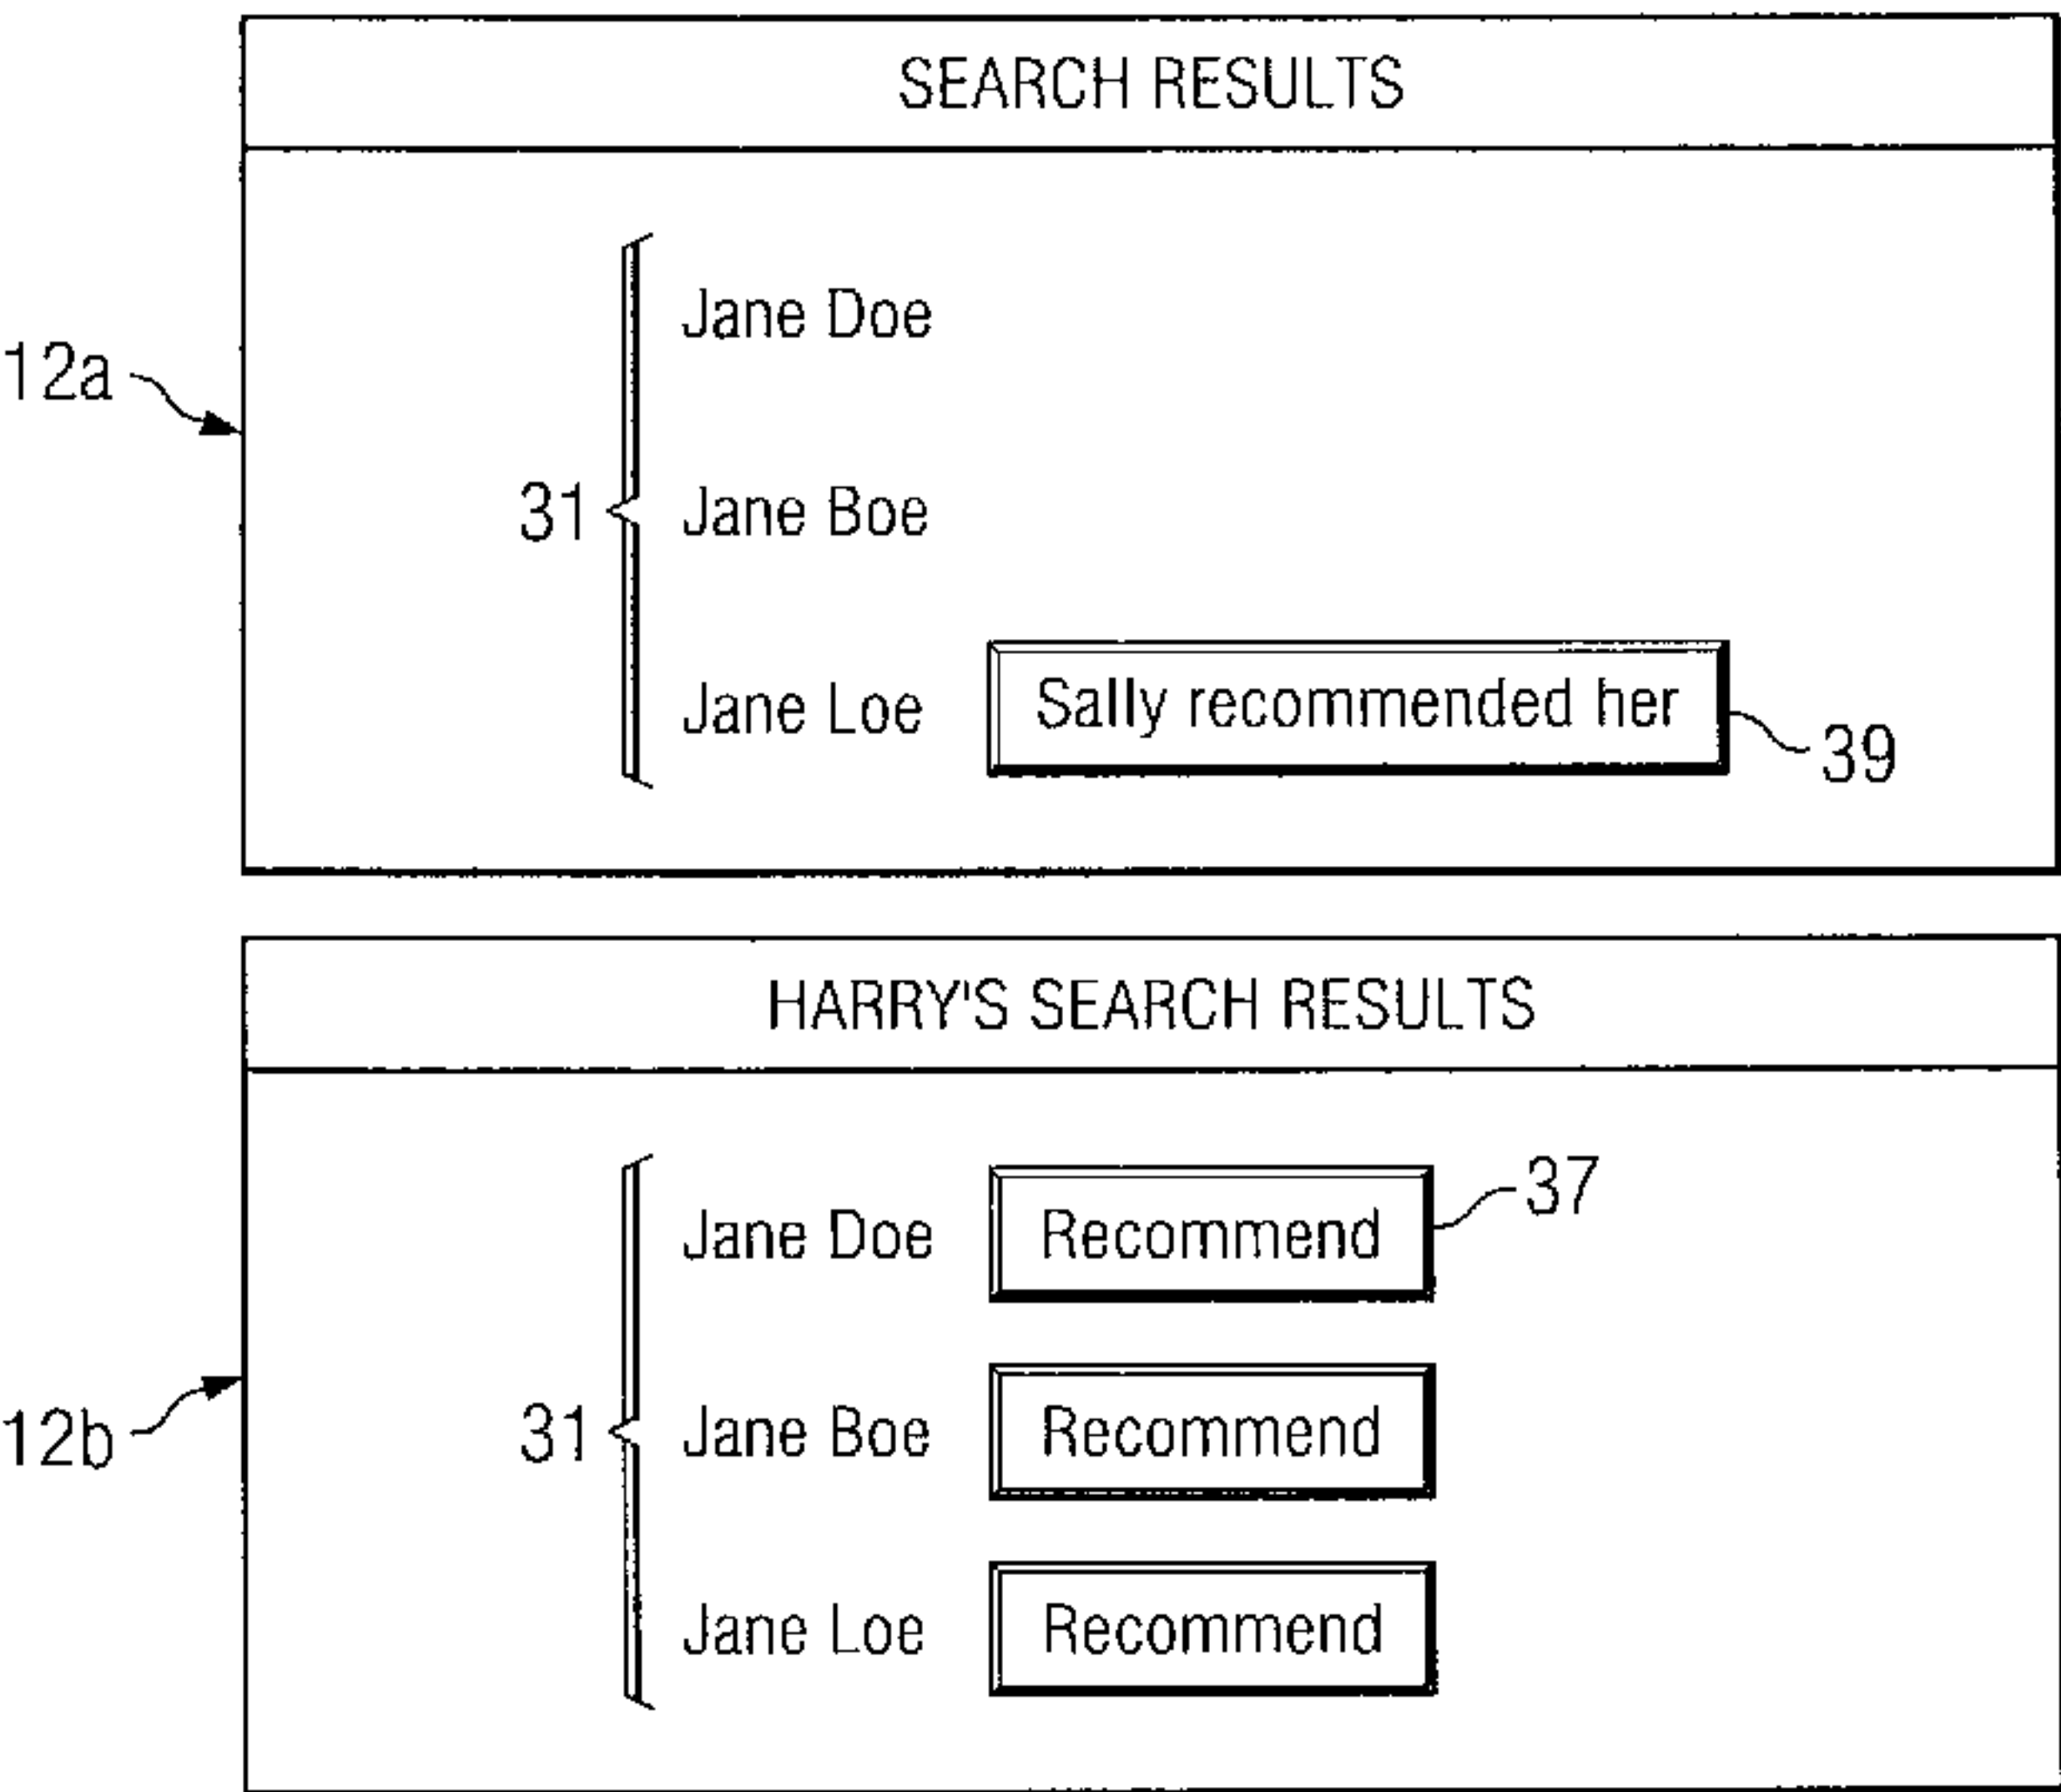 SEARCH RESULTS
Jane Doe
12a
31
Jane Boe
Jane Loe
Sally recommended her
39
HARRY'S SEARCH RESULTS
Jane Doe
Recommend
37
12b
31
Jane Boe
Recommend
Jane Loe
Recommend